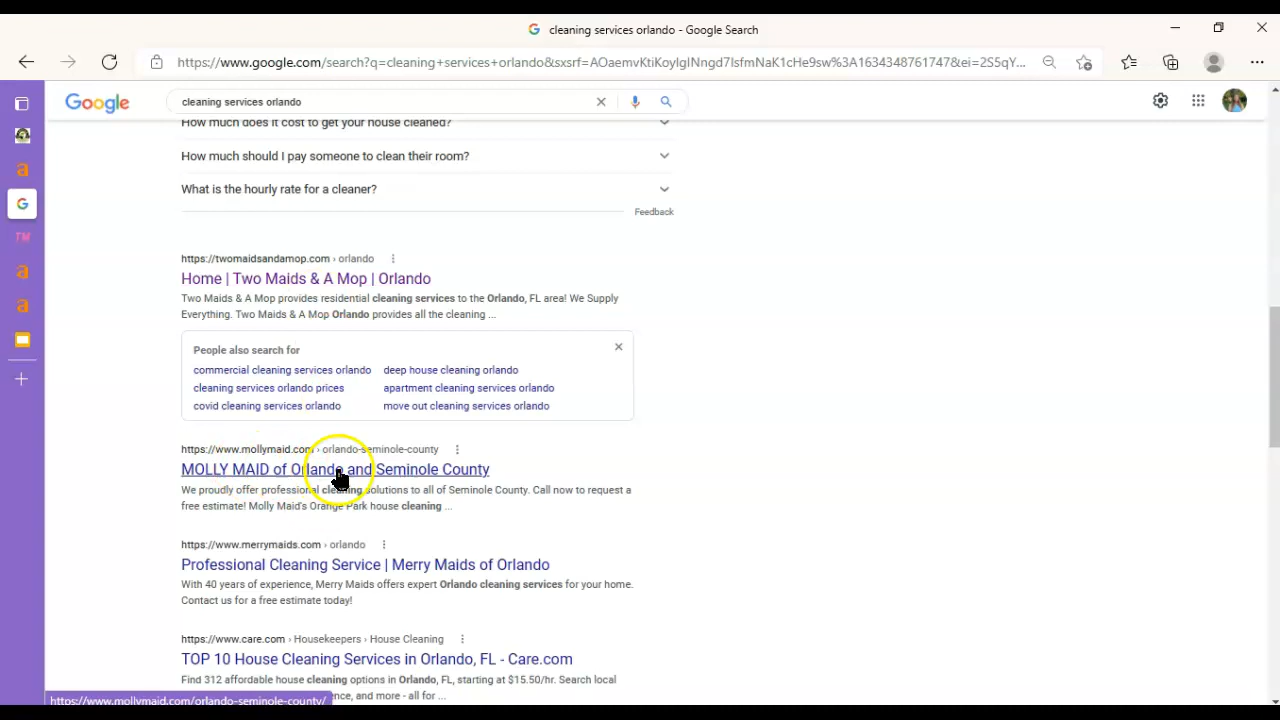 cleaning services orlando - Google Search
https://www.google.com/search?q=cleaning+services+orlando&sxsrf=AOaemvKtiKoylgINngd7IsfmNaK1cHe9sw%3A1634348761747&ei=2S5qY...
Google
cleaning services orlando
How much does it cost to get your house cleaned?
How much should I pay someone to clean their room?
What is the hourly rate for a cleaner?
Feedback
https://twomaidsandamop.com › orlando
Home | Two Maids & A Mop | Orlando
Two Maids & A Mop provides residential cleaning services to the Orlando, FL area! We Supply
Everything. Two Maids & A Mop Orlando provides all the cleaning ...
People also search for
commercial cleaning services orlando
deep house cleaning orlando
cleaning services orlando prices
apartment cleaning services orlando
covid cleaning services orlando
move out cleaning services orlando
https://www.mollymaid.com › orlando-seminole-county
MOLLY MAID of Orlando and Seminole County
We proudly offer professional cleaning solutions to all of Seminole County. Call now to request a
free estimate! Molly Maid's Orange Park house cleaning ...
https://www.merrymaids.com › orlando
Professional Cleaning Service | Merry Maids of Orlando
With 40 years of experience, Merry Maids offers expert Orlando cleaning services for your home.
Contact us for a free estimate today!
https://www.care.com › Housekeepers › House Cleaning
TOP 10 House Cleaning Services in Orlando, FL - Care.com
Find 312 affordable house cleaning options in Orlando, FL, starting at $15.50/hr. Search local
and more - all for ...
https://www.mollymaid.com/orlando-seminole-county/